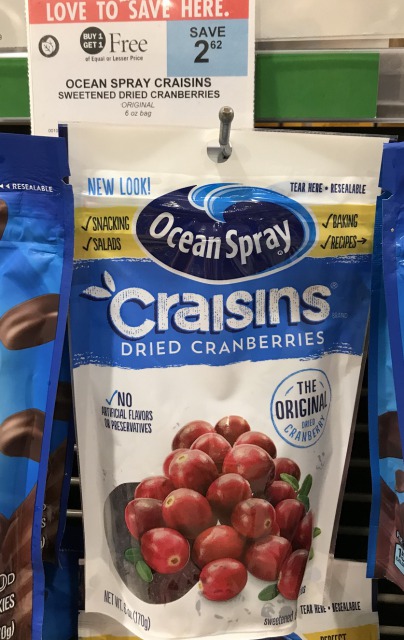 LOVE TO SAVE HERE.
BUY 1
GET 1
Free
of Equal or Lesser Price
SAVE
2 62
OCEAN SPRAY CRAISINS
SWEETENED DRIED CRANBERRIES
ORIGINAL
6 oz bag
RESEALABLE
NEW LOOK!
TEAR HERE • RESEALABLE
✓SNACKING
✓SALADS
Ocean Spray
✓BAKING
✓RECIPES→
Craisins®
DRIED CRANBERRIES
✓NO
ARTIFICIAL FLAVORS
OR PRESERVATIVES
THE
ORIGINAL
DRIED
CRANBERRY
NET WT. 6 oz (170g)
sweetened
TEAR HERE • RESEALABLE